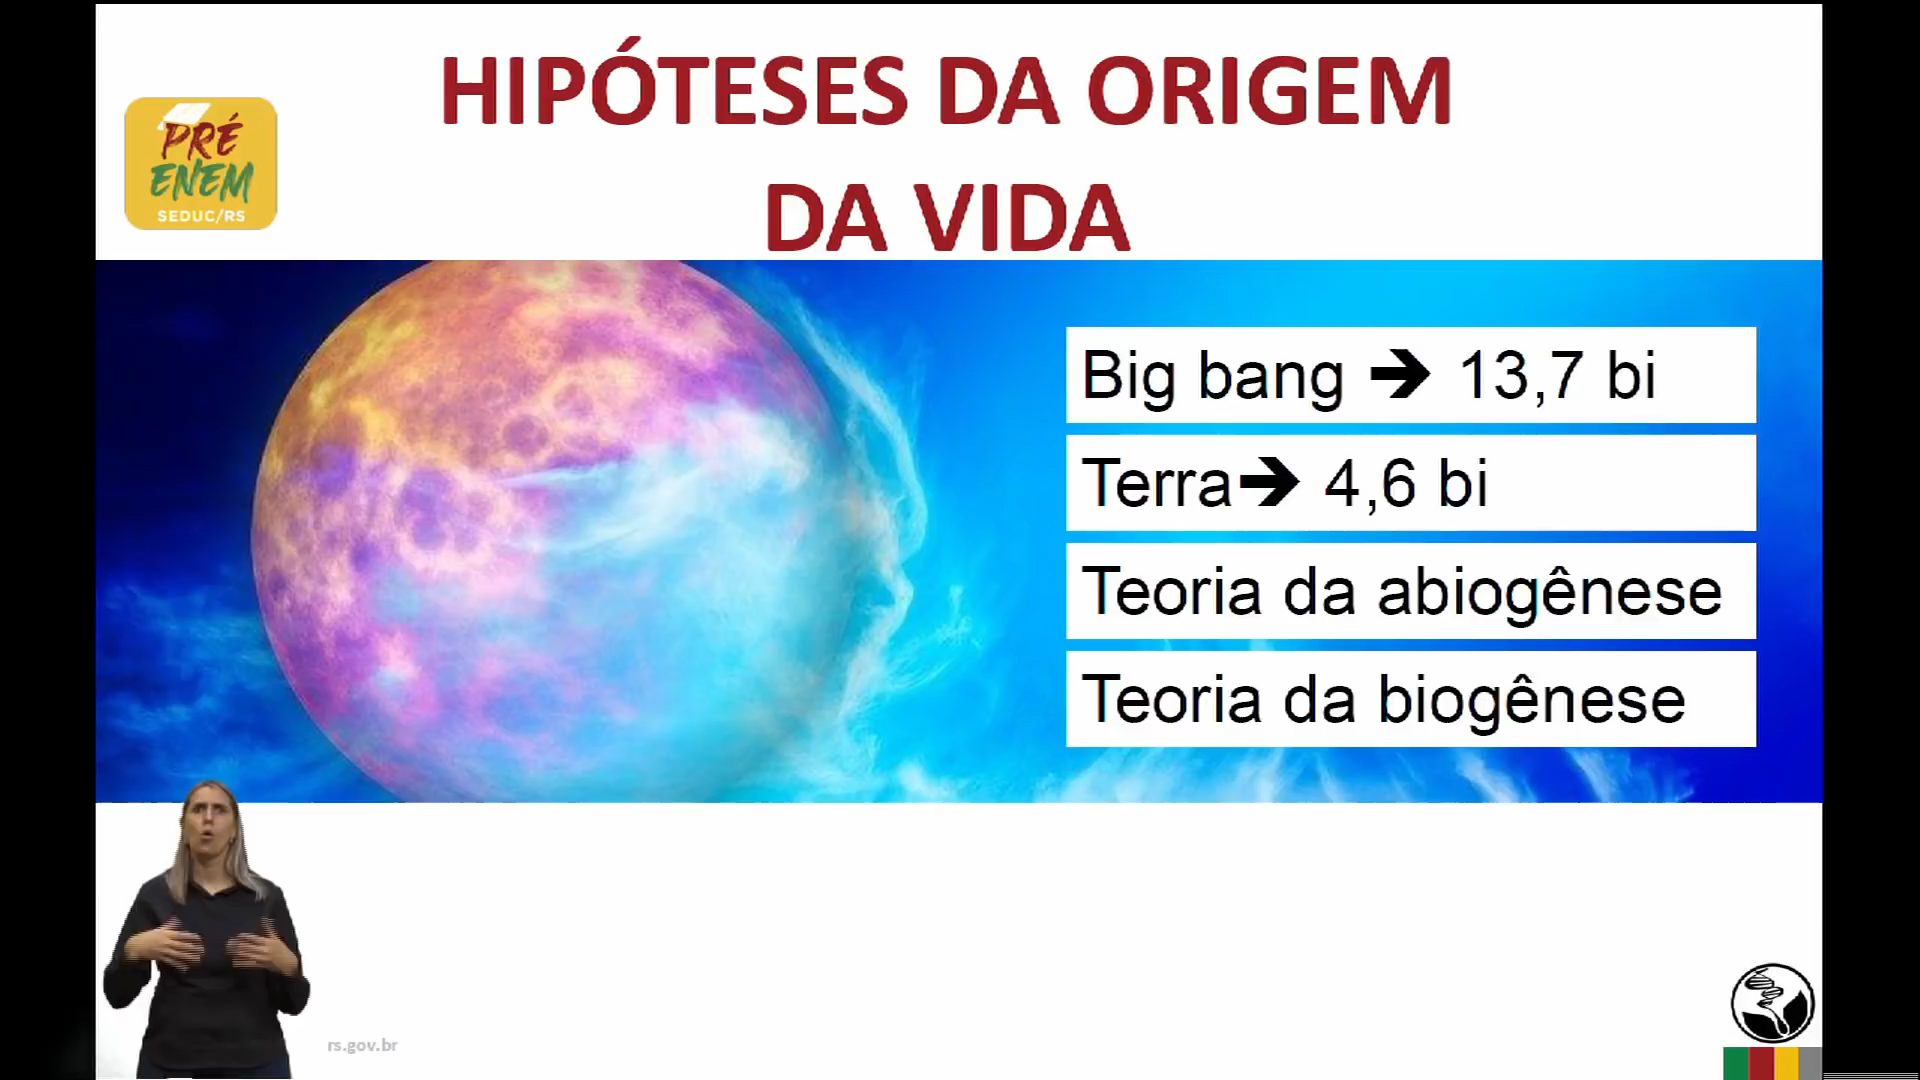 HIPÓTESES DA ORIGEM
DA VIDA
PRÉ
ENEM
SEDUC/RS
Big bang ➔ 13,7 bi
Terra➔ 4,6 bi
Teoria da abiogênese
Teoria da biogênese
rs.gov.br